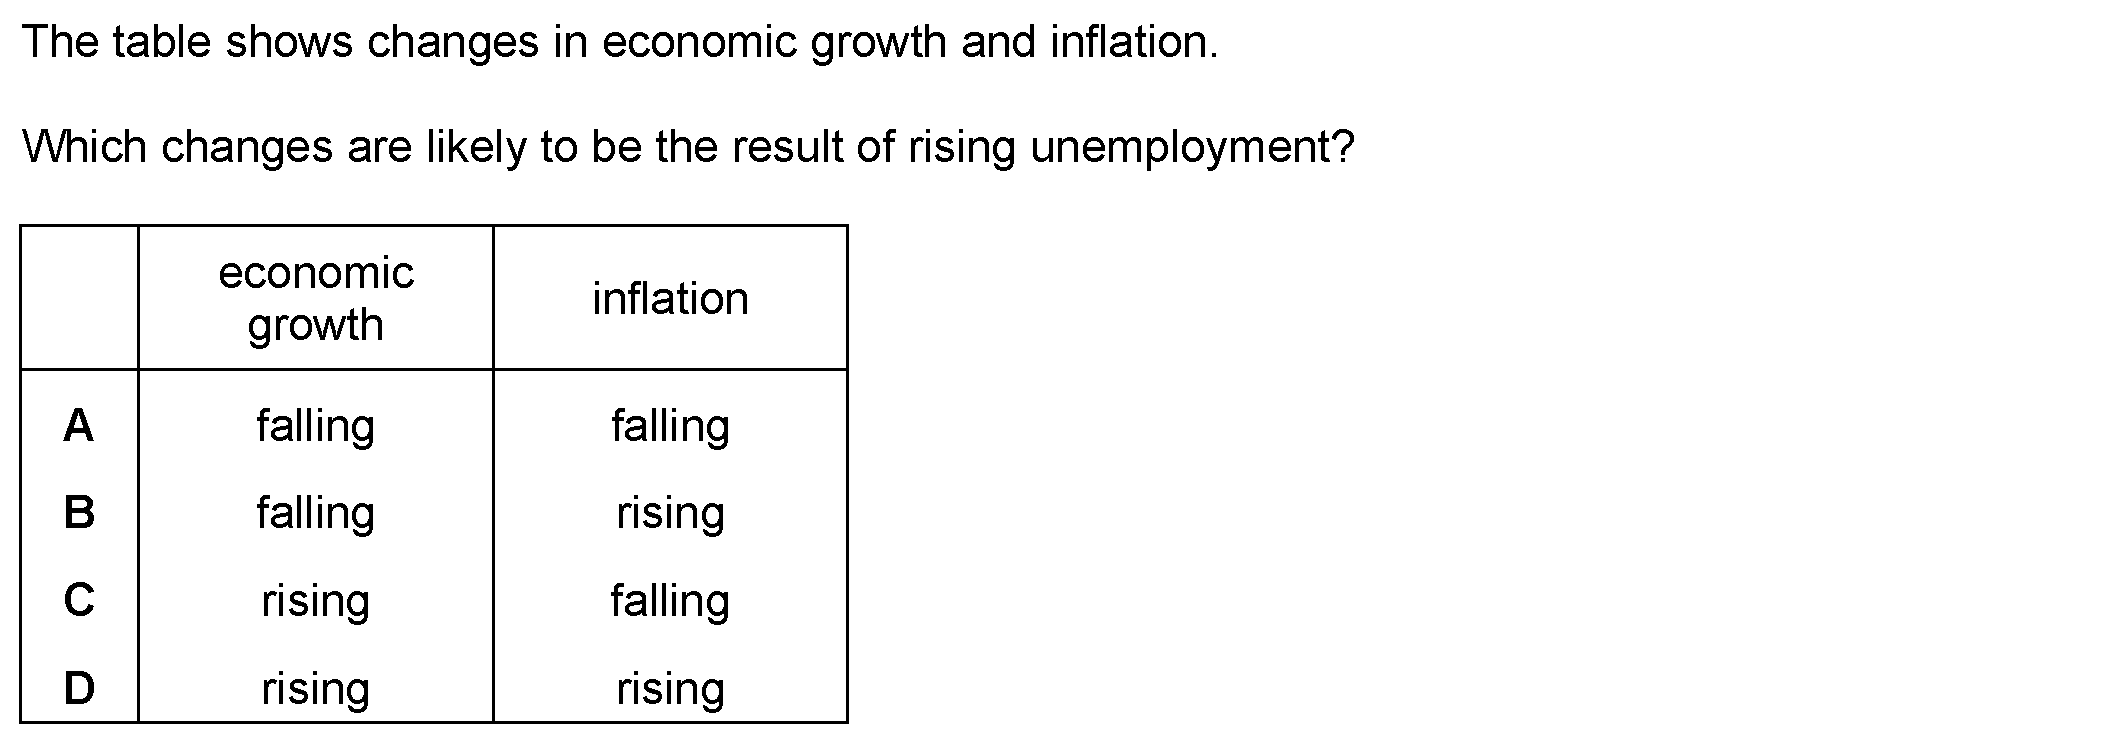 The table shows changes in economic growth and inflation.
Which changes are likely to be the result of rising unemployment?
economic
growth
inflation
A falling falling
B falling rising
C rising falling
D rising rising